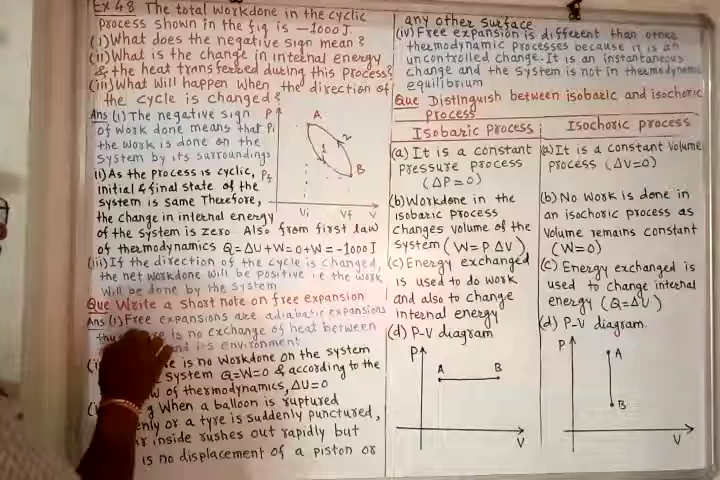 Ex 4.8 The total workdone in the cyclic
process shown in the fig is -1000 J.
(i) What does the negative sign mean?
(ii) What is the change in internal energy
& the heat transferred during this process?
(iii) What will happen when the direction of
the cycle is changed?
Ans (i) The negative sign
of work done means that
the work is done on the
system by its surroundings
ii) As the process is cyclic,
initial & final state of the
system is same Therefore,
the change in internal energy
of the system is zero Also from first law
of thermodynamics Q=ΔU+W=0+W=-1000J
(iii) If the direction of the cycle is changed,
the net workdone will be positive i.e the work
will be done by the system
P
A
Pi
2
1
Pf
B
Vi Vf V
Que Write a short note on free expansion
Ans (i) Free expansions are adiabatic expansions
is no exchange of heat between
and its environment
is no workdone on the system
system Q=W=0 & according to the
of thermodynamics, ΔU=0
When a balloon is ruptured
or a tyre is suddenly punctured,
inside rushes out rapidly but
is no displacement of a piston or
any other surface
(iv) Free expansion is different than other
thermodynamic processes because it is an
uncontrolled change. It is an instantaneous
change and the system is not in thermodynamic
equilibrium
Que Distinguish between isobaric and isochoric
process
Isobaric Process
(a) It is a constant
pressure process
(ΔP=0)
(b) Workdone in the
isobaric process
changes volume of the
system (W=PΔV)
(c) Energy exchanged
is used to do work
and also to change
internal energy
(d) P-V diagram
P
A B
V
Isochoric process
(a) It is a constant volume
process (ΔV=0)
(b) No work is done in
an isochoric process as
volume remains constant
(W=0)
(c) Energy exchanged is
used to change internal
energy (Q=ΔU)
(d) P-V diagram
P
A
B
V